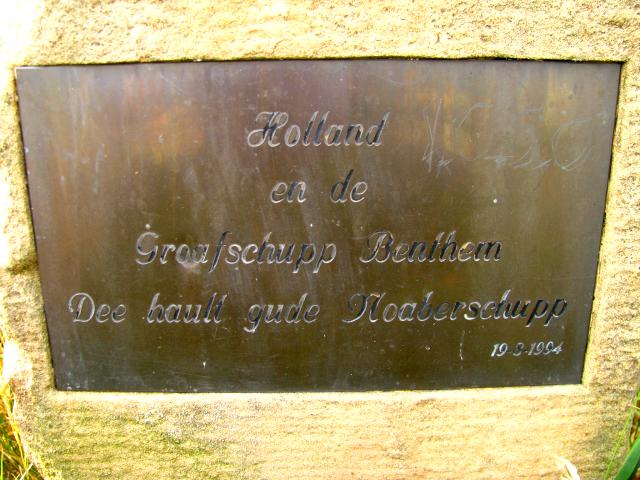 Holland
en de
Groafschupp Benthem
Dee hault gude Noaberschupp
19-8-1994